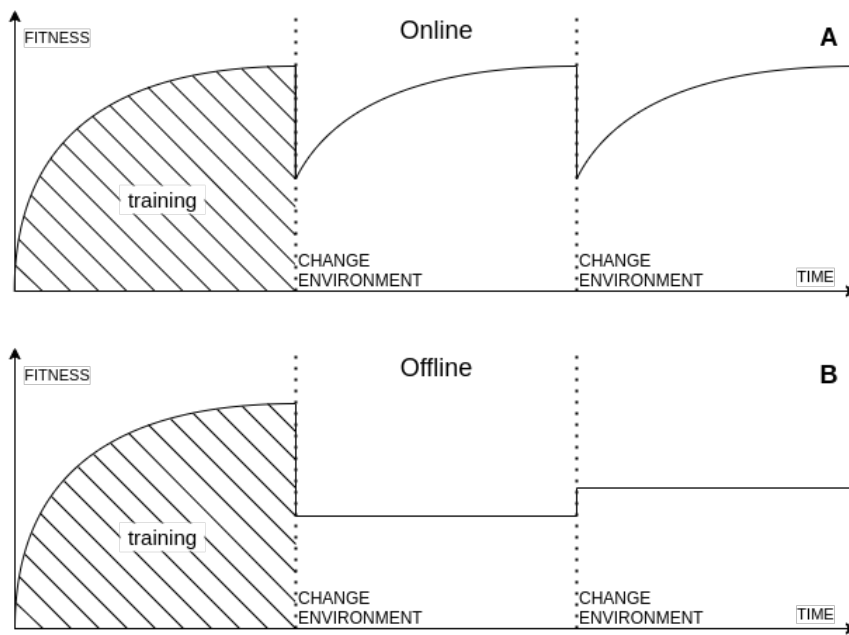 FITNESS
Online
A
training
CHANGE
ENVIRONMENT
CHANGE
ENVIRONMENT
TIME
FITNESS
Offline
B
training
CHANGE
ENVIRONMENT
CHANGE
ENVIRONMENT
TIME